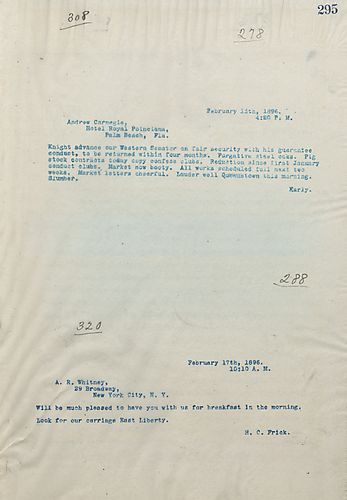 295
308
278
February 15th, 1896.
4:20 P. M.
Andrew Carnegie,
Hotel Royal Poinciana,
Palm Beach, Fla.
Knight advance our Western Senator on fair security with his guarantee
conduct, to be returned within four months. Purgative steel coke. Pig
stock contracts today copy confess clubs. Reduction since first January
conduct clubs. Market now booty. All works scheduled full next two
weeks. Market letters cheerful. Lauder well Queenstown this morning.
Slumber.
Early.
288
320
February 17th, 1896.
10:10 A. M.
A. R. Whitney,
29 Broadway,
New York City, N. Y.
Will be much pleased to have you with us for breakfast in the morning.
Look for our carriage East Liberty.
H. C. Frick.